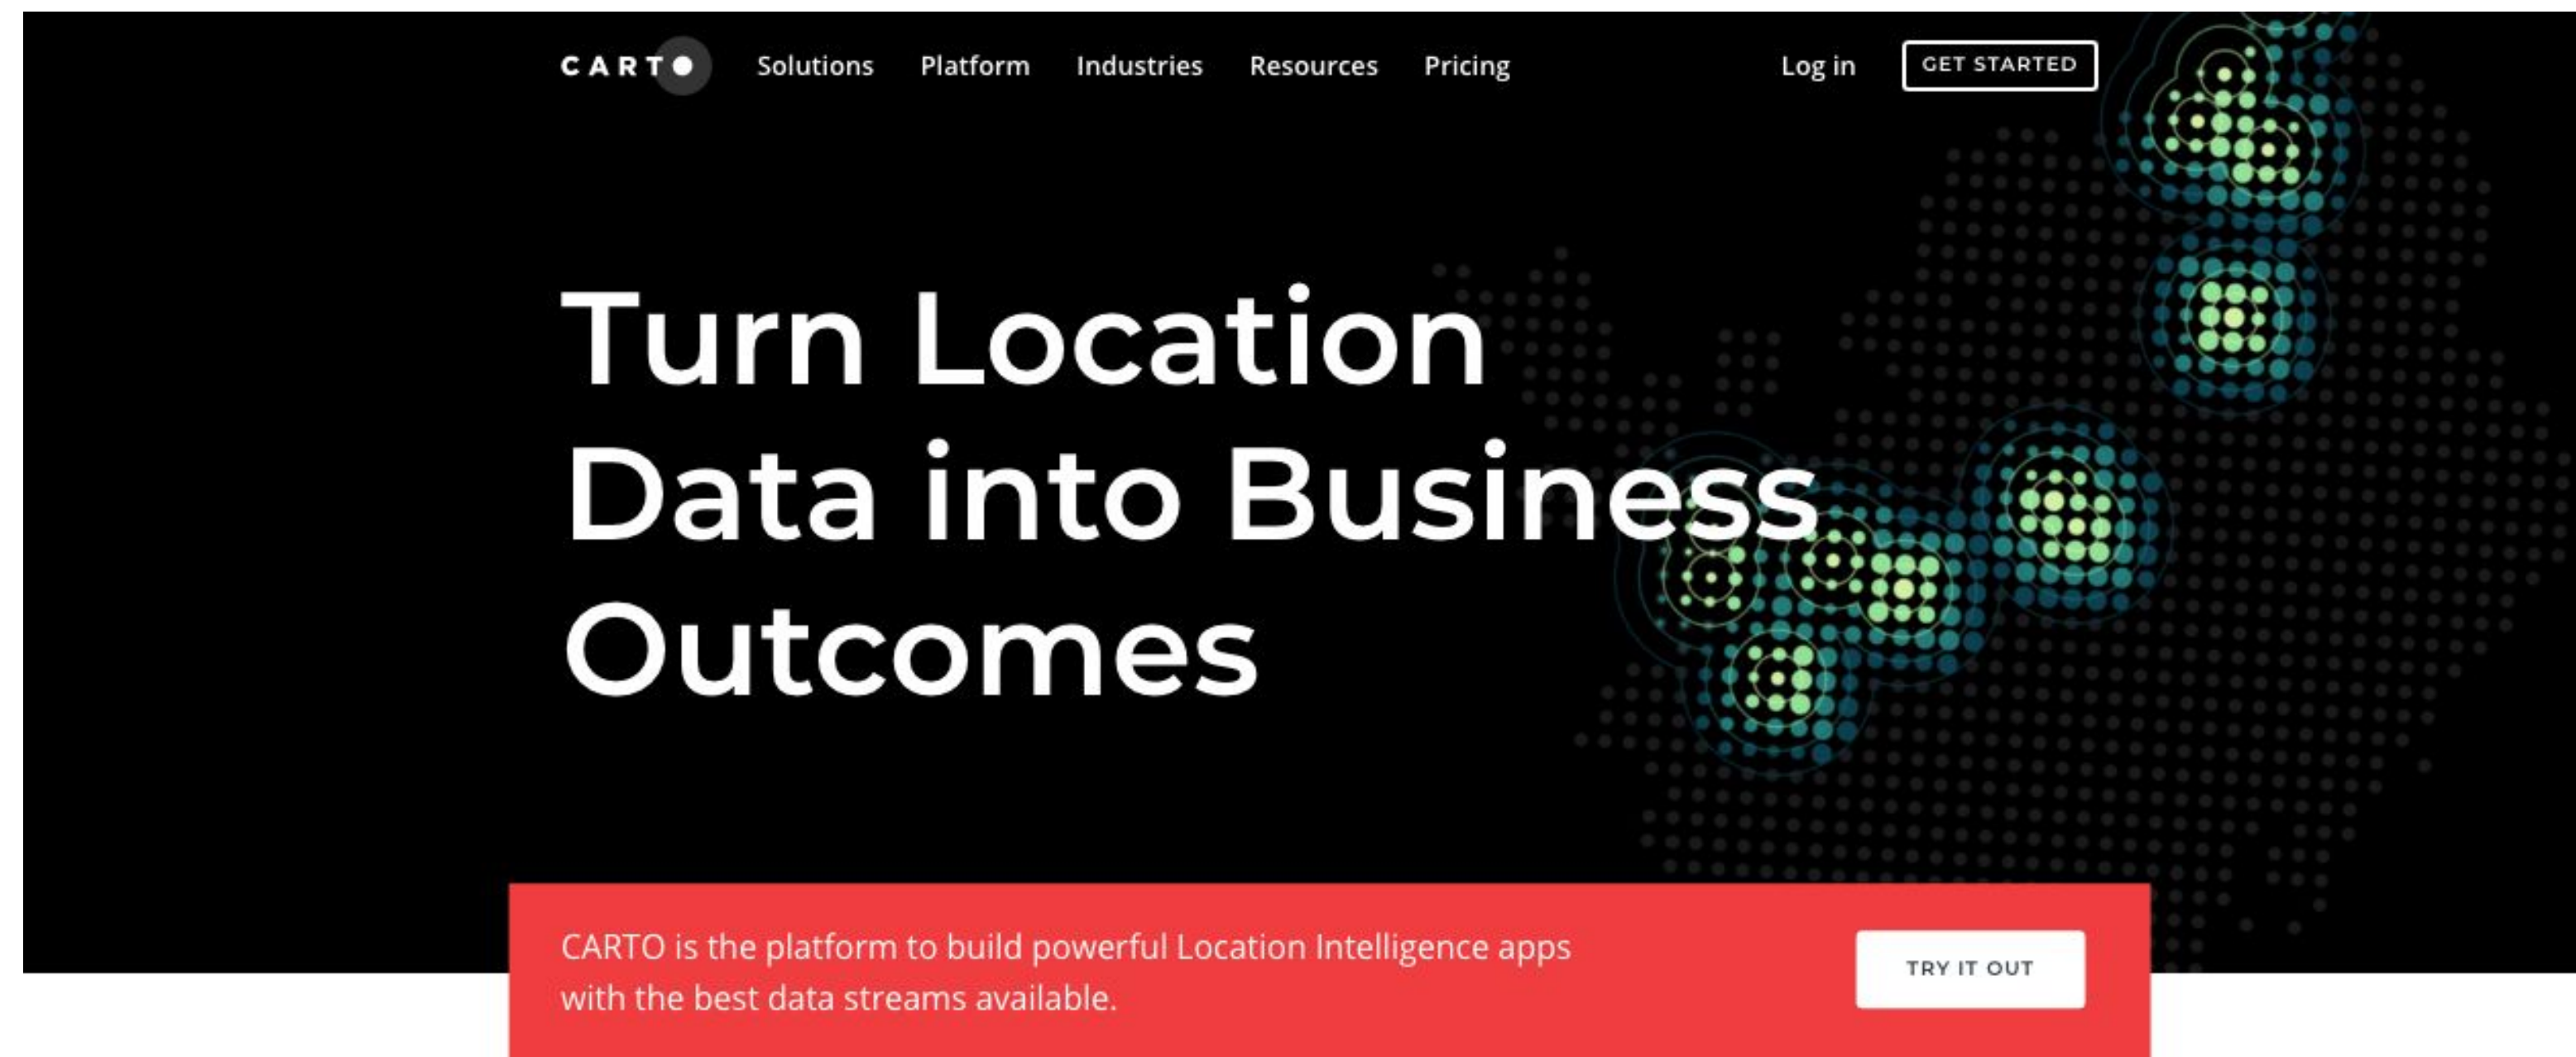 CARTO Solutions Platform Industries Resources Pricing Log in GET STARTED
Turn Location
Data into Business
Outcomes
CARTO is the platform to build powerful Location Intelligence apps
with the best data streams available.
TRY IT OUT